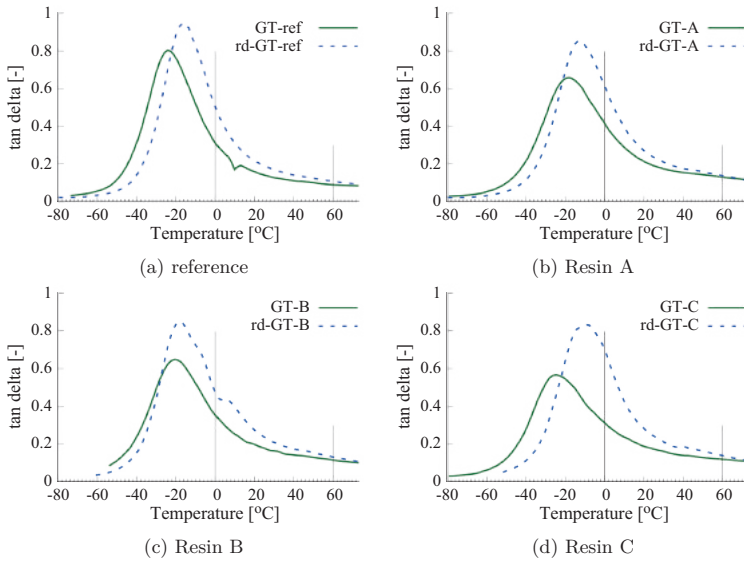 1
0.8
0.6
0.4
0.2
0
tan delta [-]
GT-ref
rd-GT-ref
-80 -60 -40 -20 0 20 40 60
Temperature [ºC]
(a) reference
1
0.8
0.6
0.4
0.2
0
tan delta [-]
GT-A
rd-GT-A
-80 -60 -40 -20 0 20 40 60
Temperature [ºC]
(b) Resin A
1
0.8
0.6
0.4
0.2
0
tan delta [-]
GT-B
rd-GT-B
-80 -60 -40 -20 0 20 40 60
Temperature [ºC]
(c) Resin B
1
0.8
0.6
0.4
0.2
0
tan delta [-]
GT-C
rd-GT-C
-80 -60 -40 -20 0 20 40 60
Temperature [ºC]
(d) Resin C